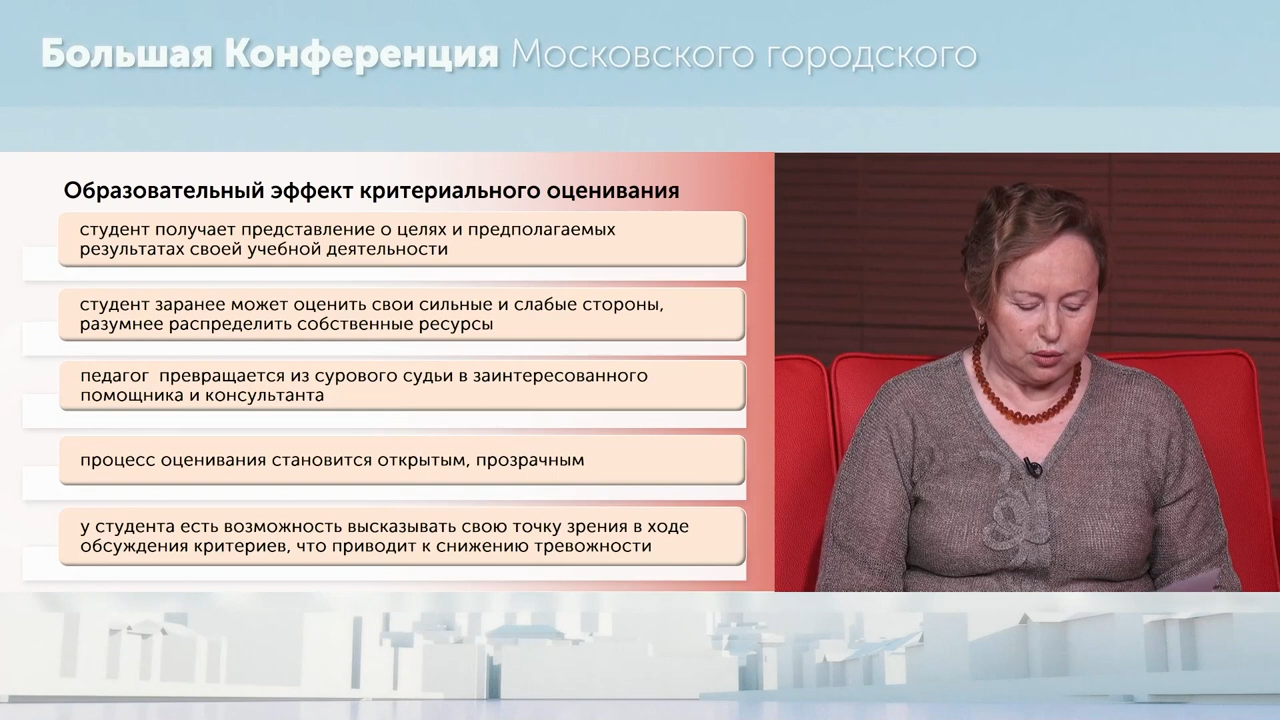 Большая Конференция Московского городского
Образовательный эффект критериального оценивания
студент получает представление о целях и предполагаемых
результатах своей учебной деятельности
студент заранее может оценить свои сильные и слабые стороны,
разумнее распределить собственные ресурсы
педагог превращается из сурового судьи в заинтересованного
помощника и консультанта
процесс оценивания становится открытым, прозрачным
у студента есть возможность высказывать свою точку зрения в ходе
обсуждения критериев, что приводит к снижению тревожности